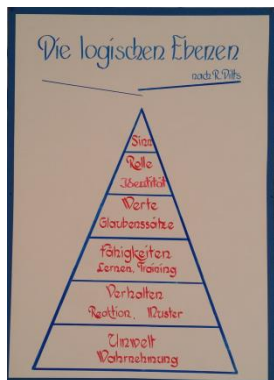 Die logischen Ebenen
nach R. Dilts
Sinn
Rolle
Identität
Werte
Glaubenssätze
Fähigkeiten
Lernen, Training
Verhalten
Reaktion, Muster
Umwelt
Wahrnehmung